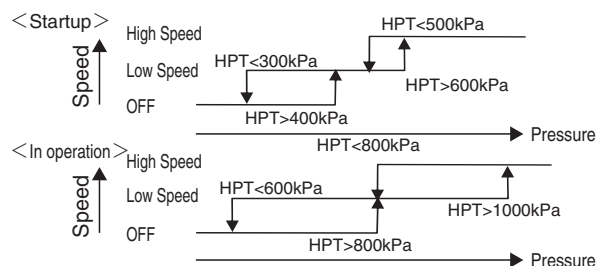 <Startup>
High Speed
HPT<500kPa
Low Speed
HPT<300kPa
HPT>600kPa
Speed
OFF
HPT>400kPa
Pressure
HPT<800kPa
<In operation>
High Speed
Low Speed
HPT<600kPa
HPT>1000kPa
Speed
OFF
HPT>800kPa
Pressure